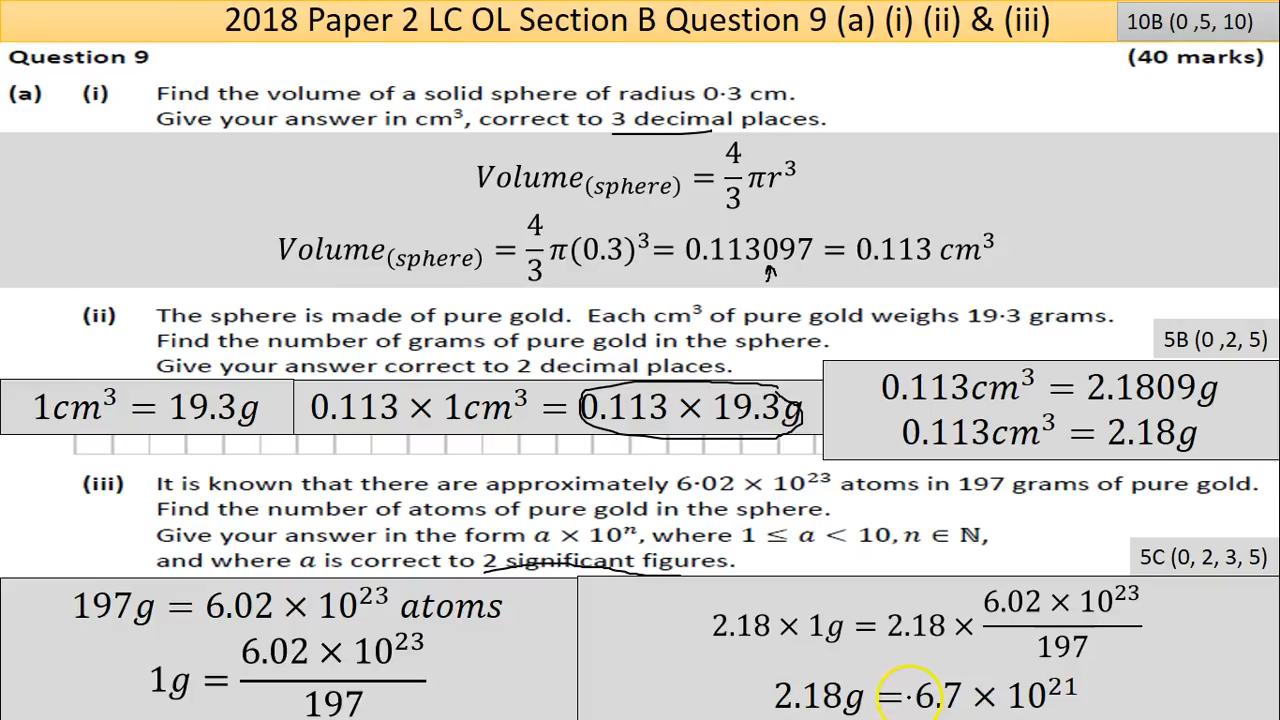 2018 Paper 2 LC OL Section B Question 9 (a) (i) (ii) & (iii)
10B (0 ,5, 10)
Question 9 (40 marks)
(a) (i) Find the volume of a solid sphere of radius 0·3 cm.
Give your answer in cm³, correct to 3 decimal places.
Volume₍sphere₎ = 4/3 πr³
Volume₍sphere₎ = 4/3 π(0.3)³= 0.113097 = 0.113 cm³
(ii) The sphere is made of pure gold. Each cm³ of pure gold weighs 19·3 grams.
Find the number of grams of pure gold in the sphere.
5B (0 ,2, 5)
Give your answer correct to 2 decimal places.
1cm³ = 19.3g
0.113 × 1cm³ = 0.113 × 19.3g
0.113cm³ = 2.1809g
0.113cm³ = 2.18g
(iii) It is known that there are approximately 6·02 × 10²³ atoms in 197 grams of pure gold.
Find the number of atoms of pure gold in the sphere.
Give your answer in the form a × 10ⁿ, where 1 ≤ a < 10, n ∈ ℕ,
and where a is correct to 2 significant figures.
5C (0, 2, 3, 5)
197g = 6.02 × 10²³ atoms
1g = 6.02 × 10²³/197
2.18 × 1g = 2.18 × 6.02 × 10²³/197
2.18g = 6.7 × 10²¹